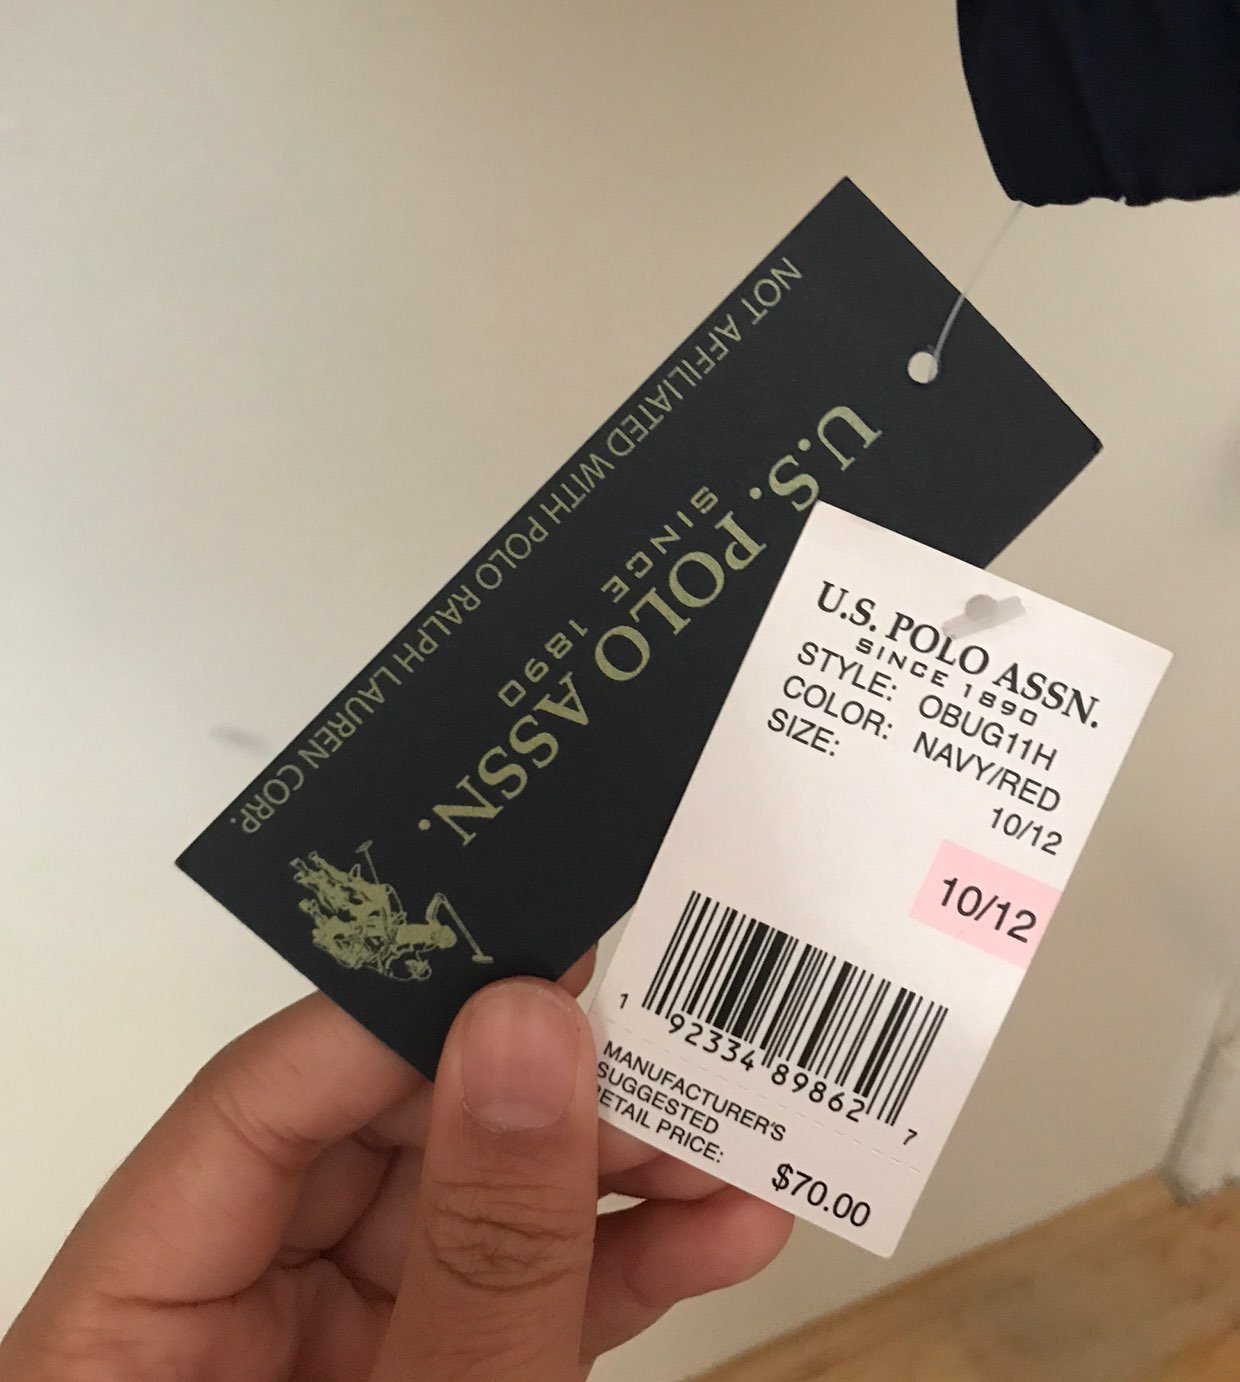 NOT AFFILIATED WITH POLO RALPH LAUREN CORP.
U.S. POLO ASSN.
SINCE 1890
U.S. POLO ASSN.
SINCE 1890
STYLE: OBUG11H
COLOR: NAVY/RED
SIZE: 10/12
10/12
1 92334 89862 7
MANUFACTURER'S
SUGGESTED
RETAIL PRICE:
$70.00